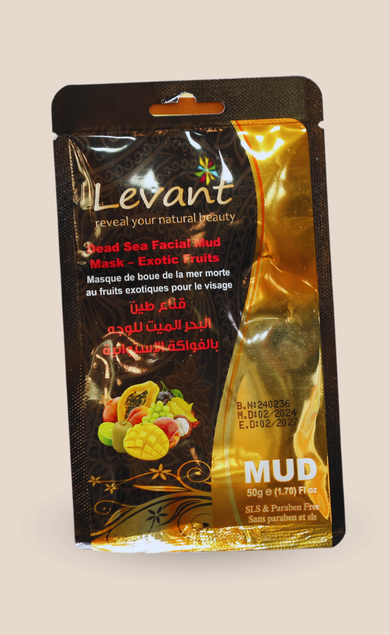 Levant
reveal your natural beauty
Dead Sea Facial Mud
Mask – Exotic Fruits
Masque de boue de la mer morte
au fruits exotiques pour le visage
قناع طين
البحر الميت للوجه
بالفواكة الاستوائية
B.N:240236
M.D:02/2024
E.D:02/2027
MUD
50g e (1.70) Fl oz
SLS & Paraben Free
Sans paraben et sls